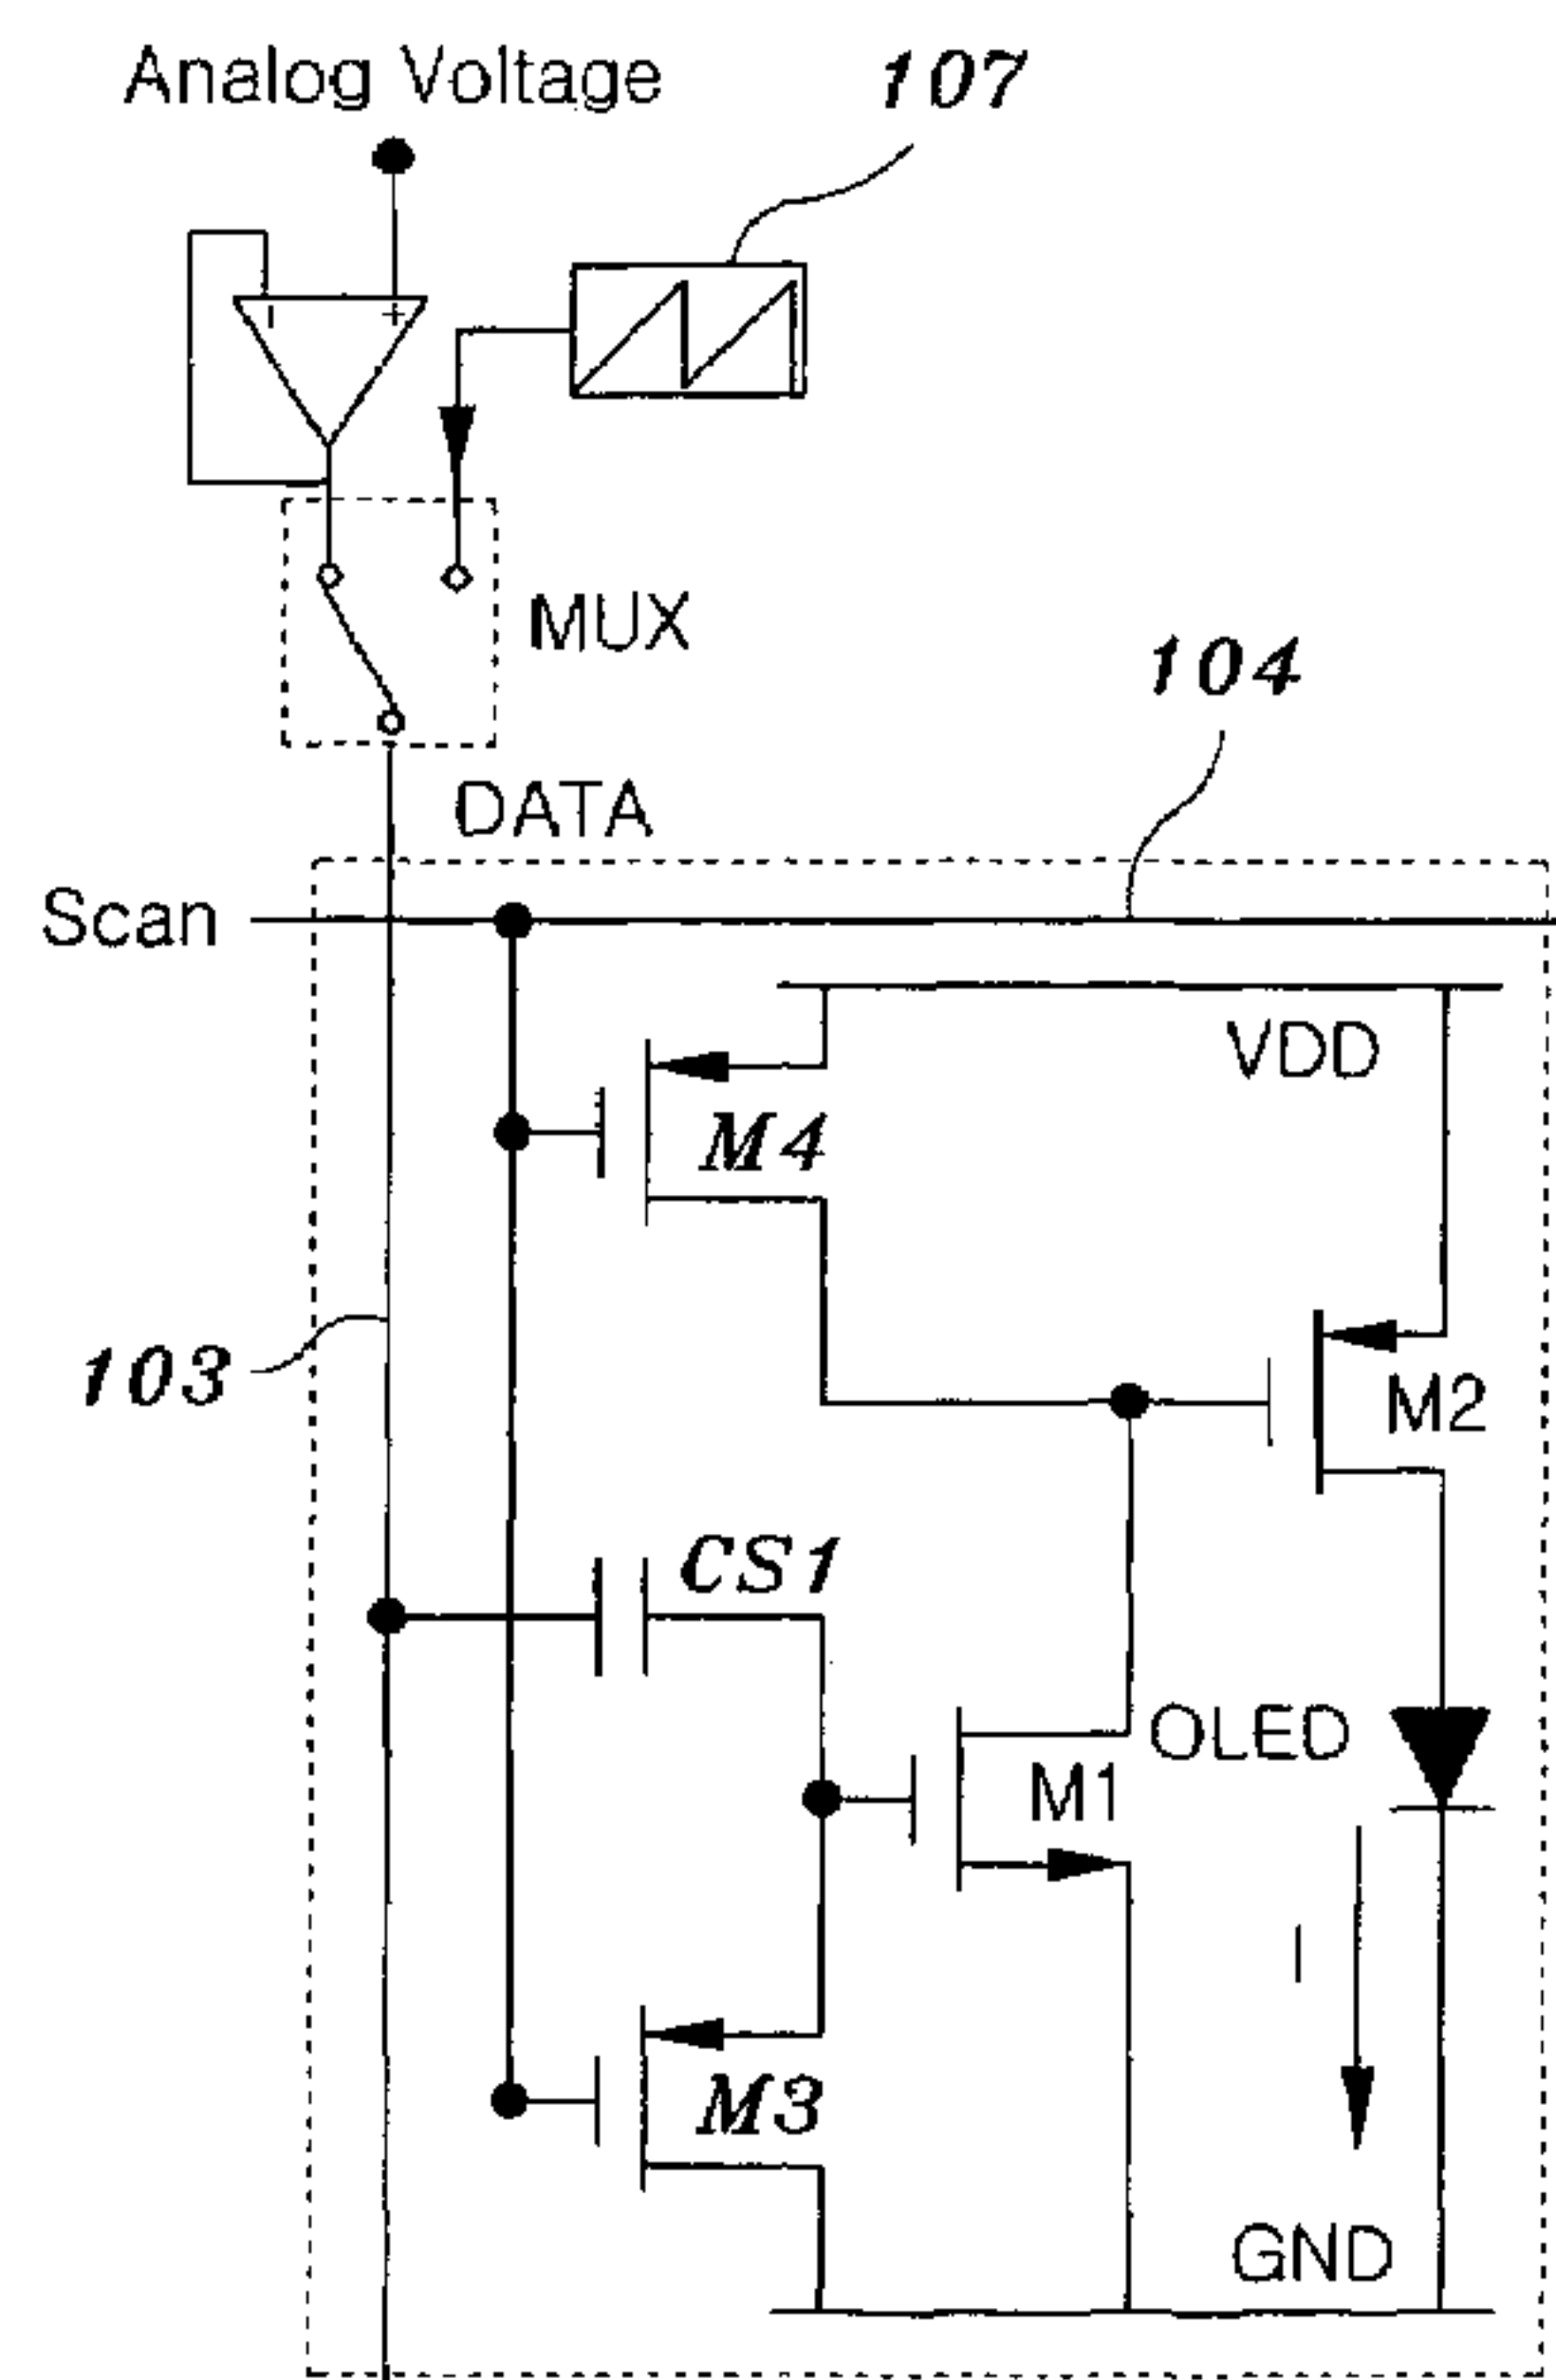 Analog Voltage
107
- +
MUX
104
DATA
Scan
VDD
M4
103
M2
CS1
OLED
M1
I
M3
GND